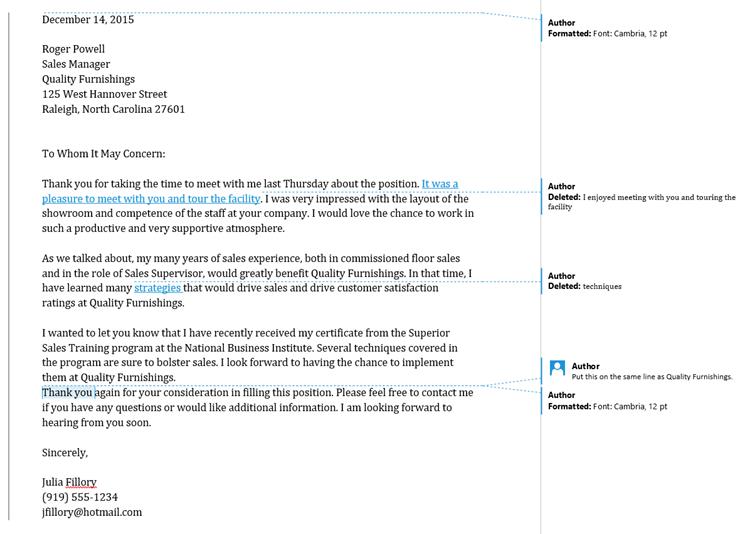 December 14, 2015
Author
Formatted: Font: Cambria, 12 pt
Roger Powell
Sales Manager
Quality Furnishings
125 West Hannover Street
Raleigh, North Carolina 27601
To Whom It May Concern:
Thank you for taking the time to meet with me last Thursday about the position. It was a
pleasure to meet with you and tour the facility. I was very impressed with the layout of the
showroom and competence of the staff at your company. I would love the chance to work in
such a productive and very supportive atmosphere.
Author
Deleted: I enjoyed meeting with you and touring the
facility
As we talked about, my many years of sales experience, both in commissioned floor sales
and in the role of Sales Supervisor, would greatly benefit Quality Furnishings. In that time, I
have learned many strategies that would drive sales and drive customer satisfaction
ratings at Quality Furnishings.
Author
Deleted: techniques
I wanted to let you know that I have recently received my certificate from the Superior
Sales Training program at the National Business Institute. Several techniques covered in
the program are sure to bolster sales. I look forward to having the chance to implement
them at Quality Furnishings.
Author
Put this on the same line as Quality Furnishings.
Thank you again for your consideration in filling this position. Please feel free to contact me
if you have any questions or would like additional information. I am looking forward to
hearing from you soon.
Author
Formatted: Font: Cambria, 12 pt
Sincerely,
Julia Fillory
(919) 555-1234
jfillory@hotmail.com